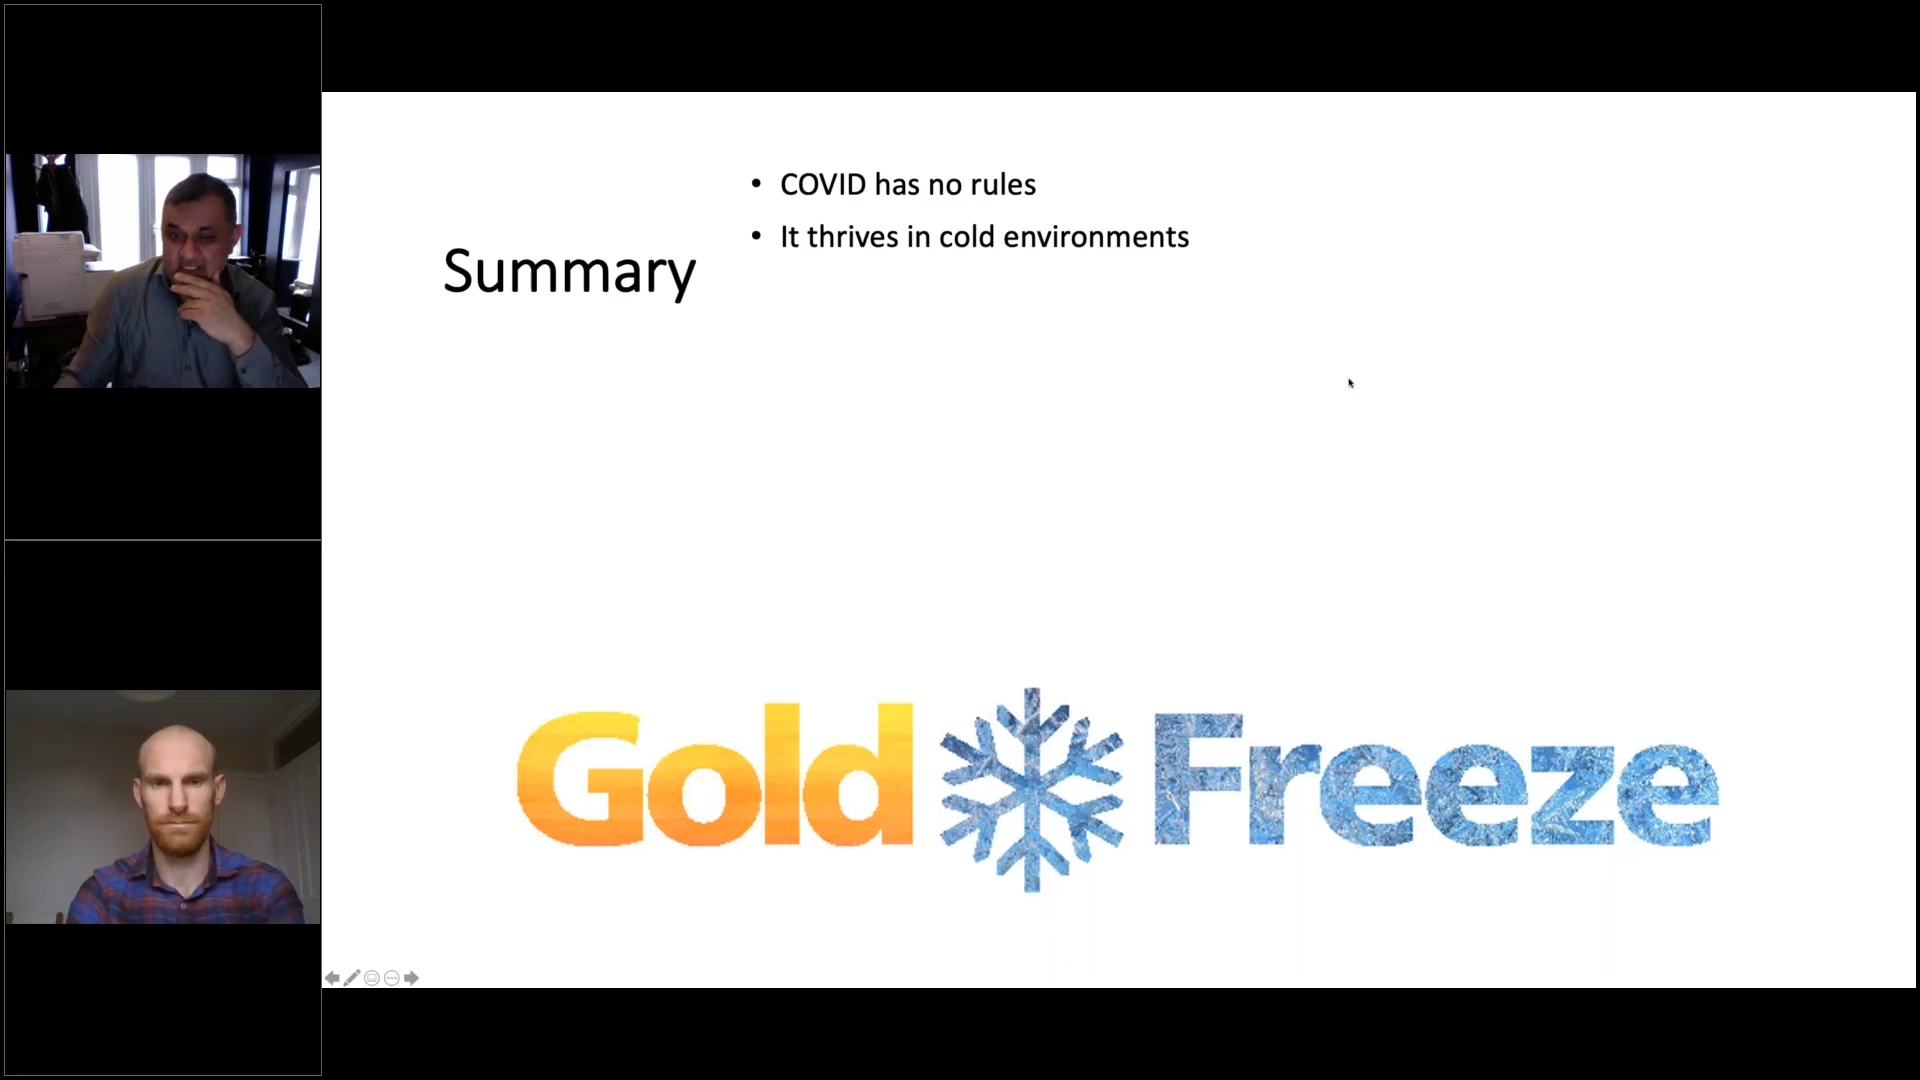 Summary
• COVID has no rules
• It thrives in cold environments
Gold Freeze